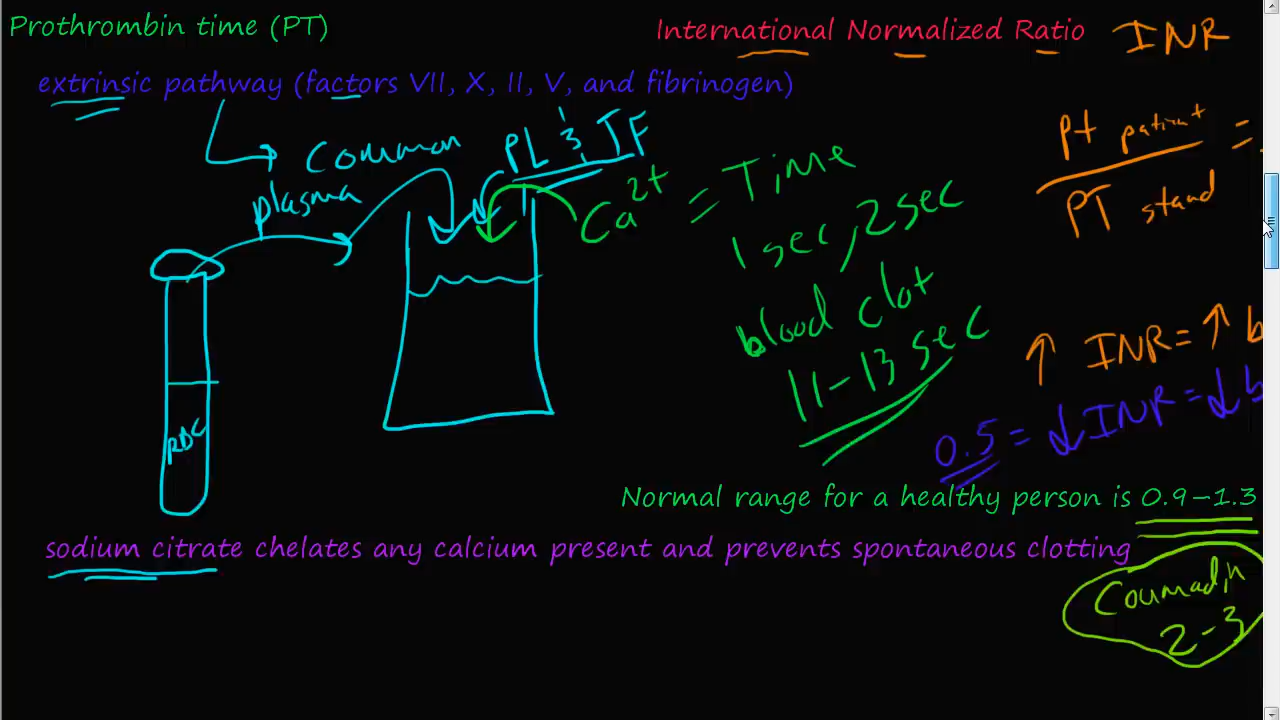 Prothrombin time (PT)
International Normalized Ratio INR
extrinsic pathway (factors VII, X, II, V, and fibrinogen)
Common
PL & TF
plasma
Ca2+ = Time
1 sec, 2 sec
blood clot
11-13 sec
RBC
Pt patient =
PT stand
↑ INR = ↑ b
0.5 = ↓ INR = ↓ b
Normal range for a healthy person is 0.9-1.3
sodium citrate chelates any calcium present and prevents spontaneous clotting
Coumadin
2-3